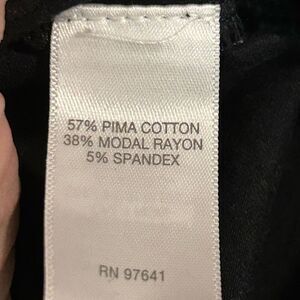 57% PIMA COTTON
38% MODAL RAYON
5% SPANDEX
RN 97641